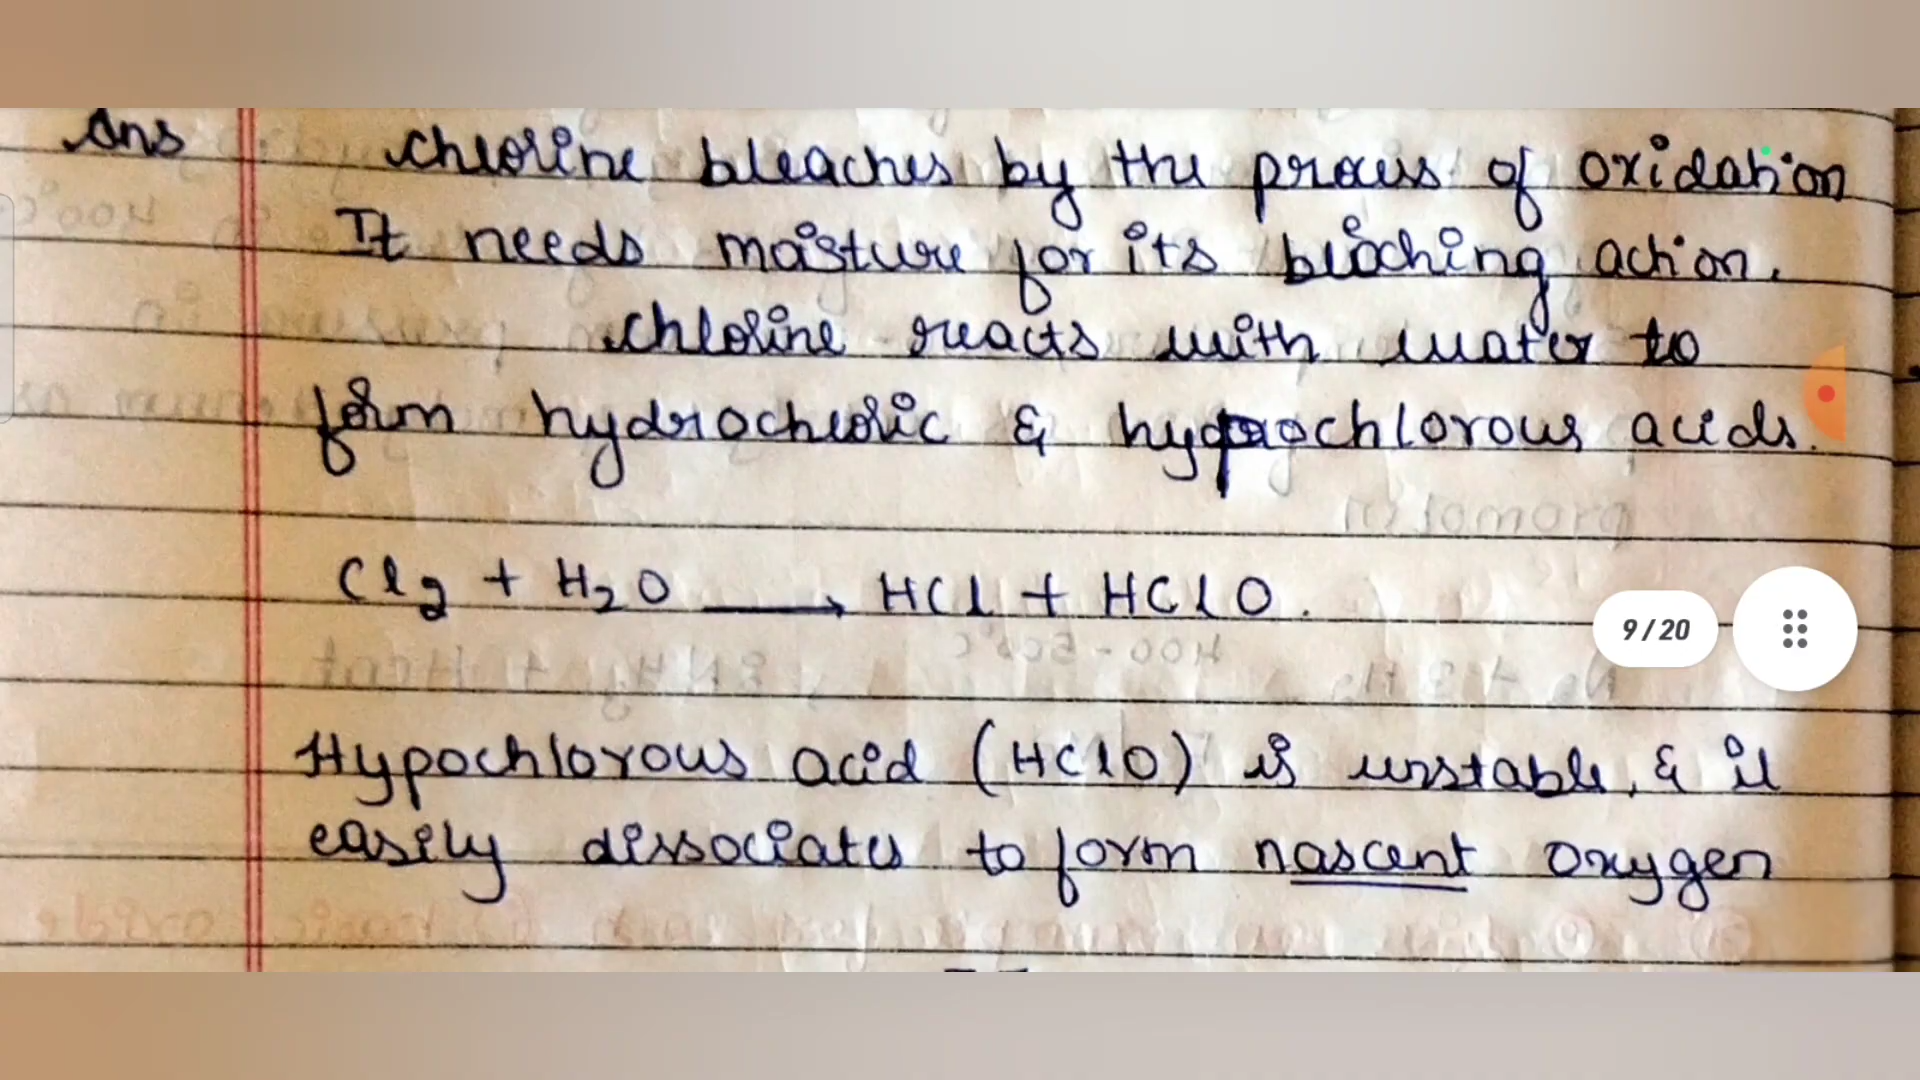 Ans chlorine bleaches by the process of oxidation
It needs moisture for its bleaching action.
chlorine reacts with water to
form hydrochloric & hypochlorous acids.
Cl2 + H2O → HCl + HClO.
9/20
Hypochlorous acid (HClO) is unstable, & it
easily dissociates to form nascent oxygen